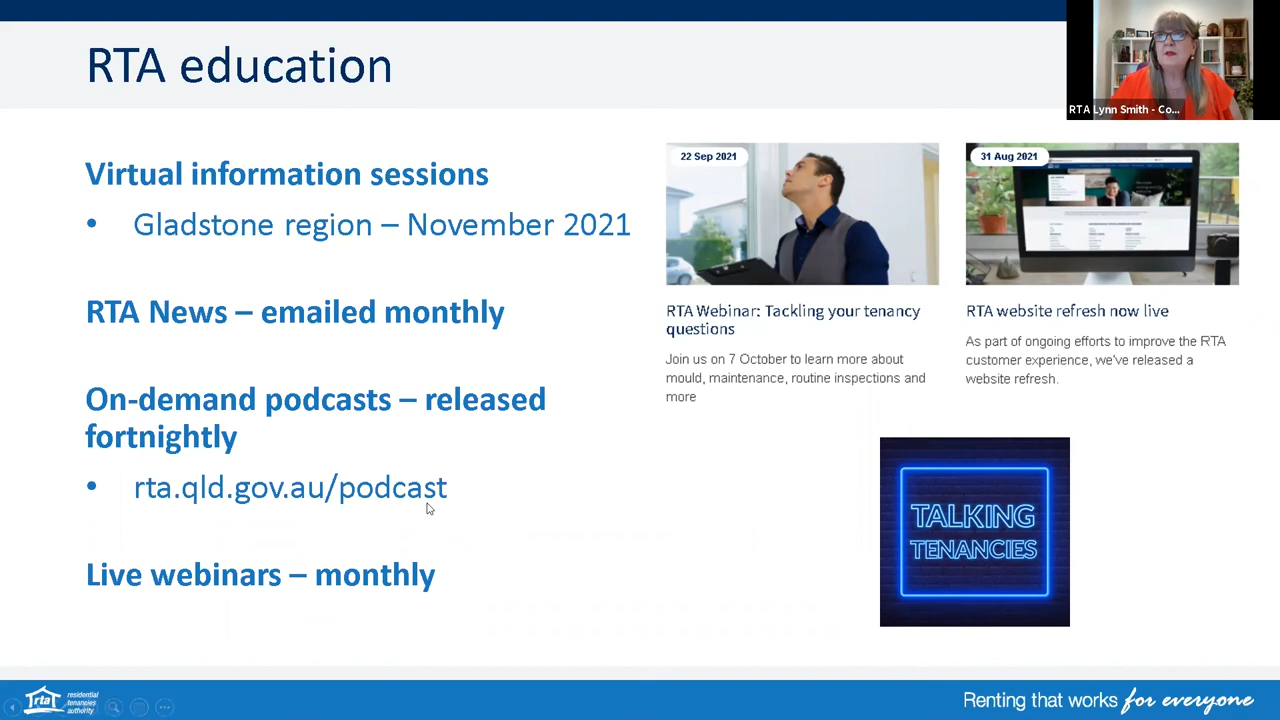 RTA education
RTA Lynn Smith - Co...
Virtual information sessions
• Gladstone region – November 2021
RTA News – emailed monthly
On-demand podcasts – released
fortnightly
• rta.qld.gov.au/podcast
Live webinars – monthly
22 Sep 2021
RTA Webinar: Tackling your tenancy
questions
Join us on 7 October to learn more about
mould, maintenance, routine inspections and
more
31 Aug 2021
RTA website refresh now live
As part of ongoing efforts to improve the RTA
customer experience, we've released a
website refresh.
TALKING
TENANCIES
rta
residential
tenancies
authority
Renting that works for everyone